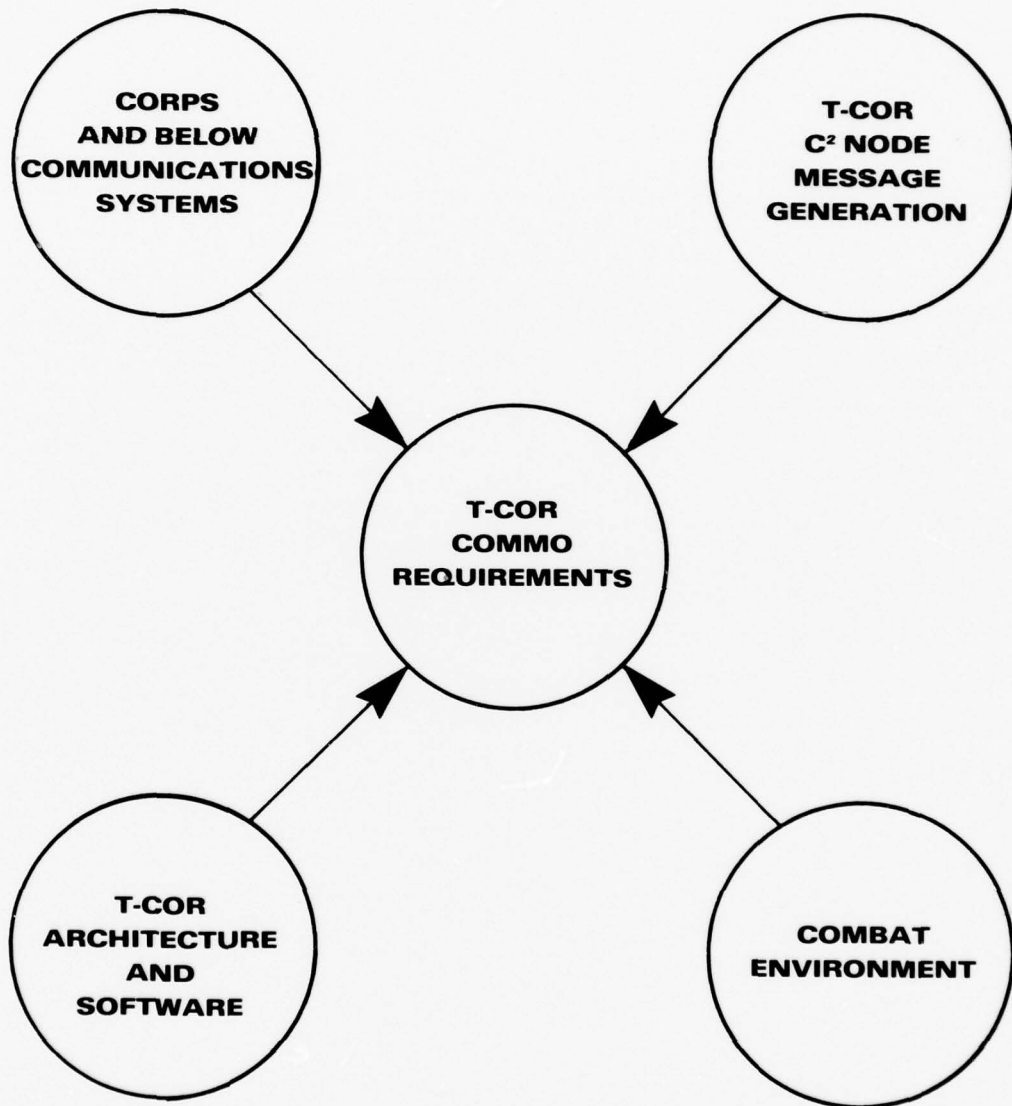 CORPS
AND BELOW
COMMUNICATIONS
SYSTEMS
T-COR
C² NODE
MESSAGE
GENERATION
T-COR
COMMO
REQUIREMENTS
T-COR
ARCHITECTURE
AND
SOFTWARE
COMBAT
ENVIRONMENT